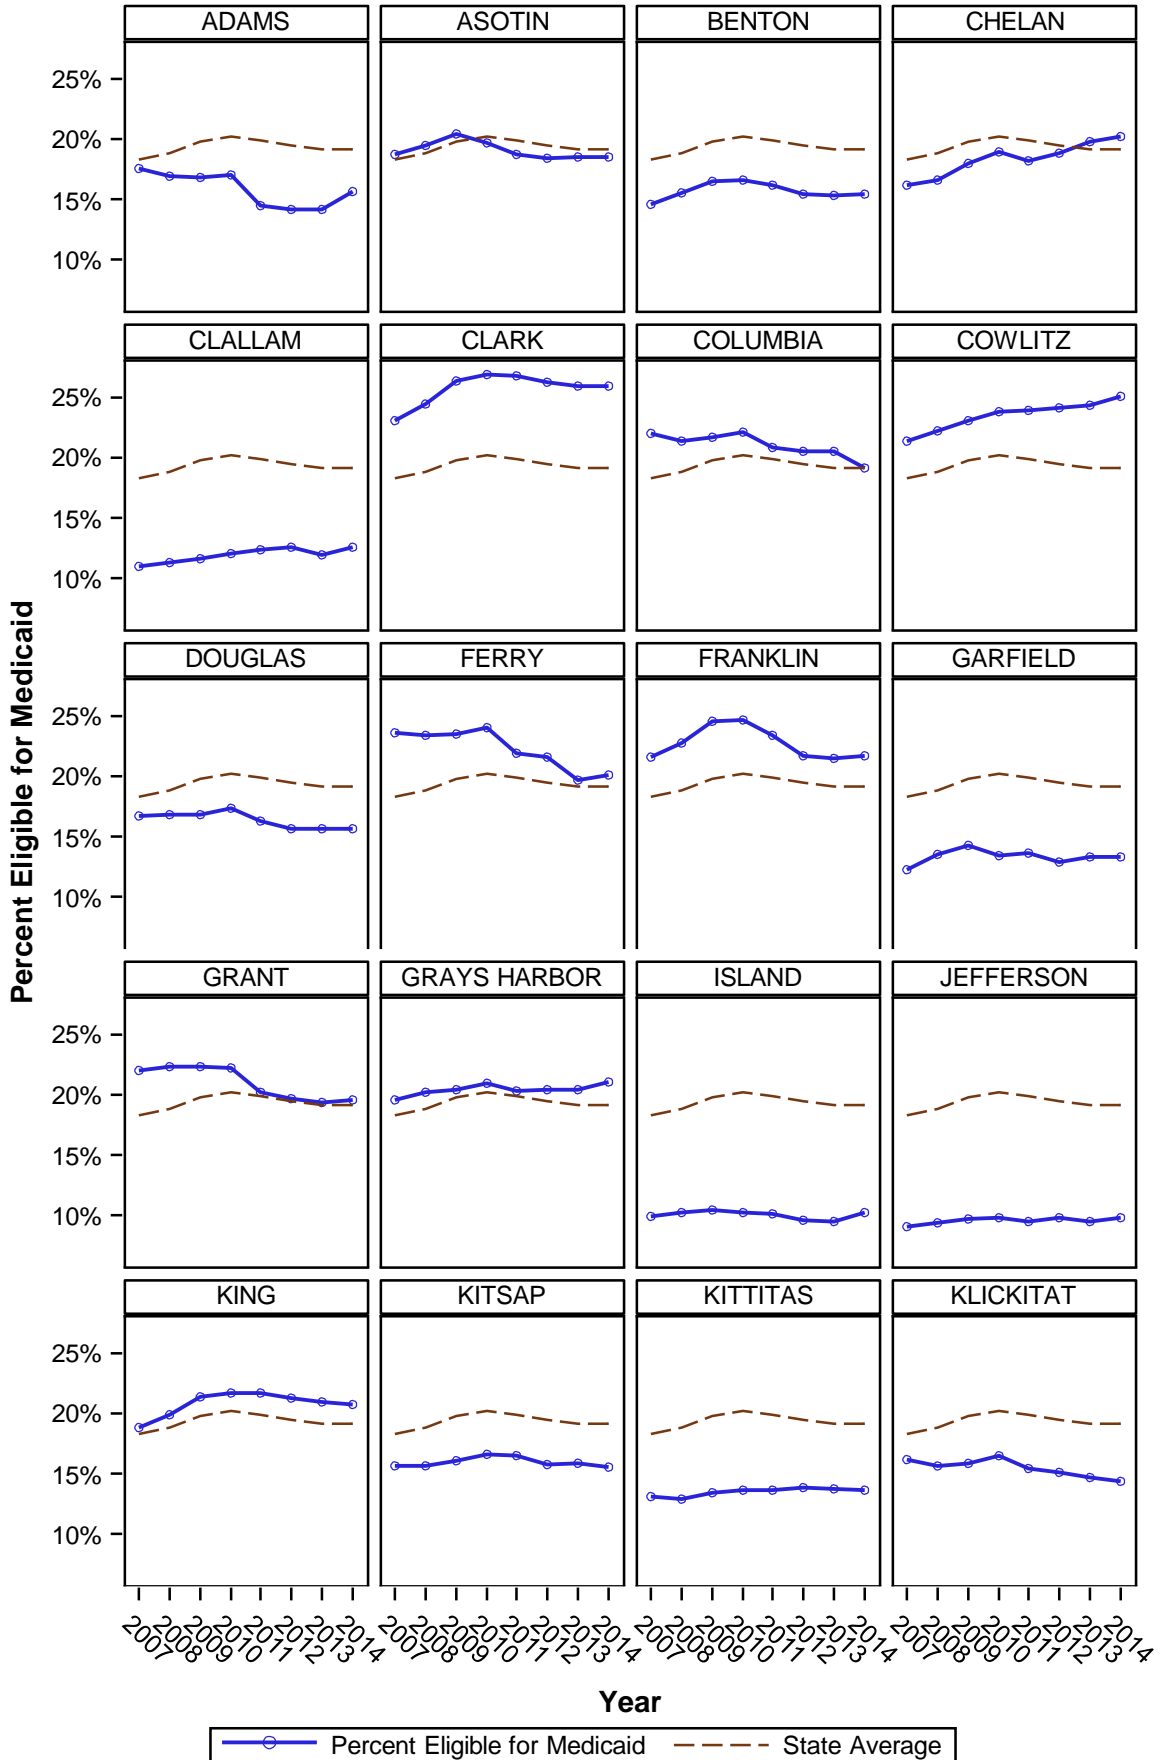 ADAMS ASOTIN BENTON CHELAN
25%
20%
15%
10%
CLALLAM CLARK COLUMBIA COWLITZ
25%
20%
15%
10%
DOUGLAS FERRY FRANKLIN GARFIELD
25%
20%
15%
10%
GRANT GRAYS HARBOR ISLAND JEFFERSON
25%
20%
15%
10%
KING KITSAP KITTITAS KLICKITAT
25%
20%
15%
10%
Percent Eligible for Medicaid
2007 2008 2009 2010 2011 2012 2013 2014 2007 2008 2009 2010 2011 2012 2013 2014 2007 2008 2009 2010 2011 2012 2013 2014 2007 2008 2009 2010 2011 2012 2013 2014
Year
Percent Eligible for Medicaid State Average